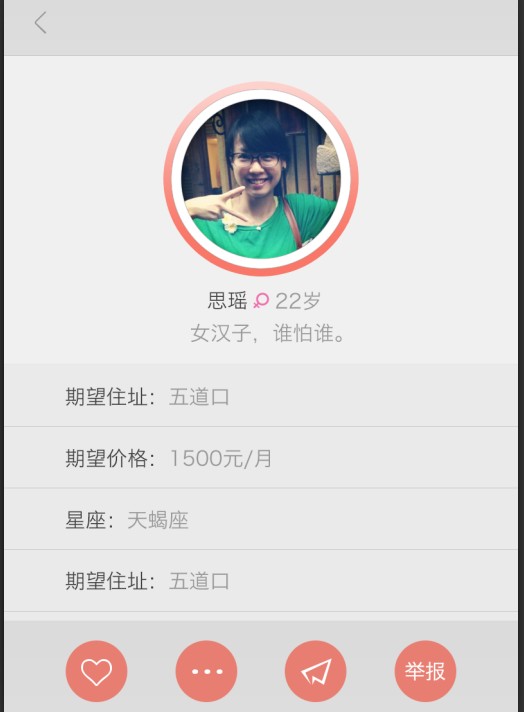 思瑶 22岁
女汉子，谁怕谁。
期望住址：五道口
期望价格：1500元/月
星座：天蝎座
期望住址：五道口
举报